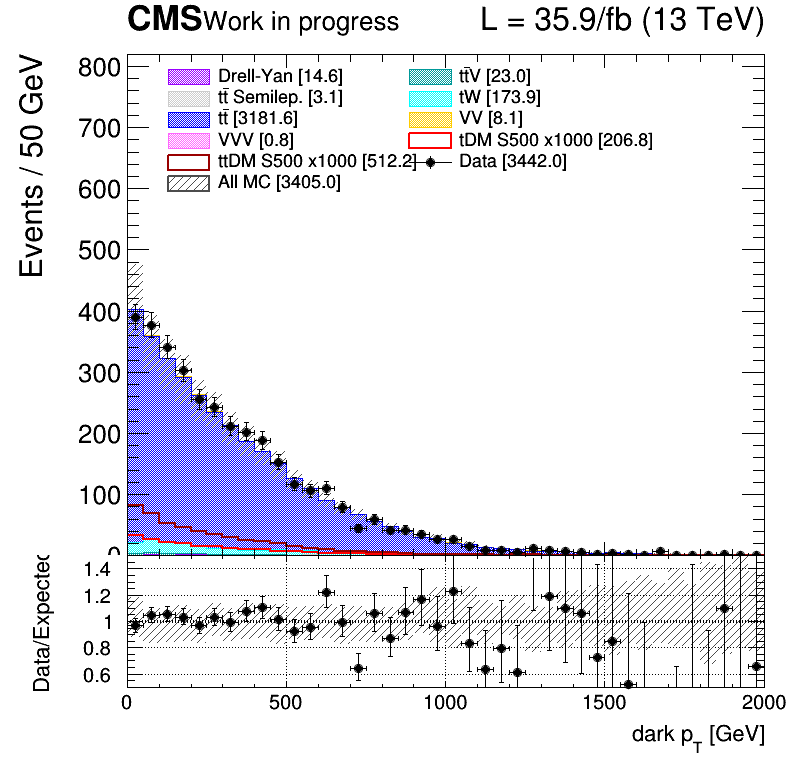 CMS Work in progress L = 35.9/fb (13 TeV)
Events / 50 GeV
800
700
600
500
400
300
200
100
0
Drell-Yan [14.6] tt̄V [23.0]
tt̄ Semilep. [3.1] tW [173.9]
tt̄ [3181.6] VV [8.1]
VVV [0.8] tDM S500 x1000 [206.8]
ttDM S500 x1000 [512.2] Data [3442.0]
All MC [3405.0]
Data/Expected
1.4
1.2
1
0.8
0.6
0 500 1000 1500 2000
dark p_T [GeV]